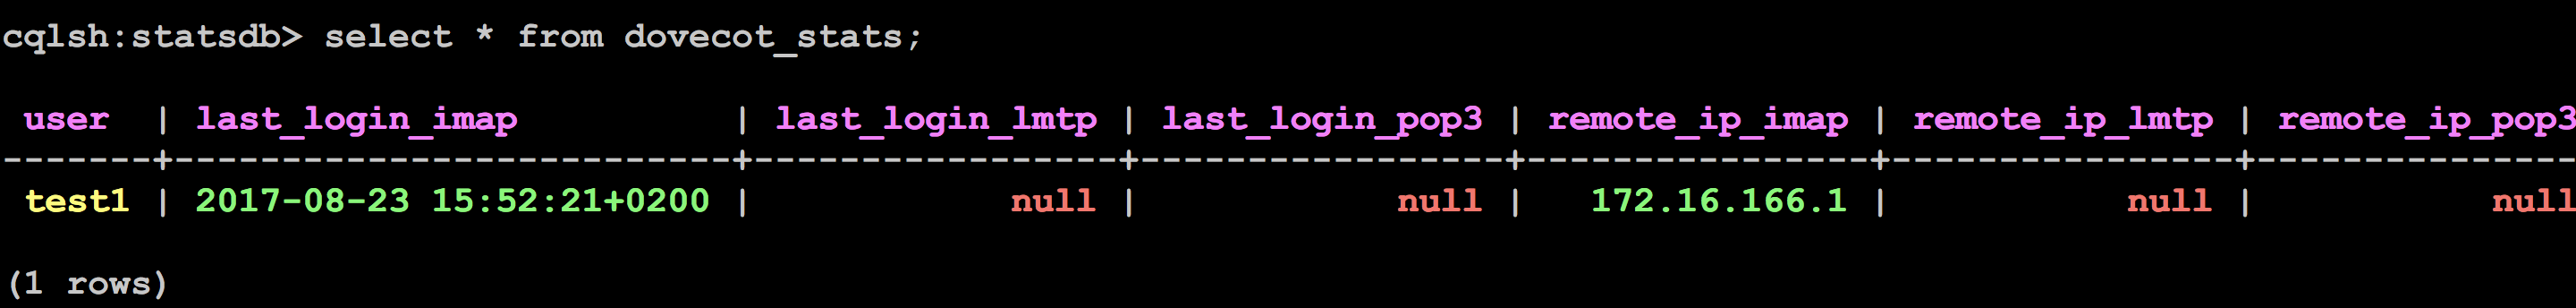 cqlsh:statsdb> select * from dovecot_stats;
user | last_login_imap | last_login_lmtp | last_login_pop3 | remote_ip_imap | remote_ip_lmtp | remote_ip_pop3
-------+--------------------------+-----------------+-----------------+----------------+----------------+---------------
test1 | 2017-08-23 15:52:21+0200 | null | null | 172.16.166.1 | null | null
(1 rows)